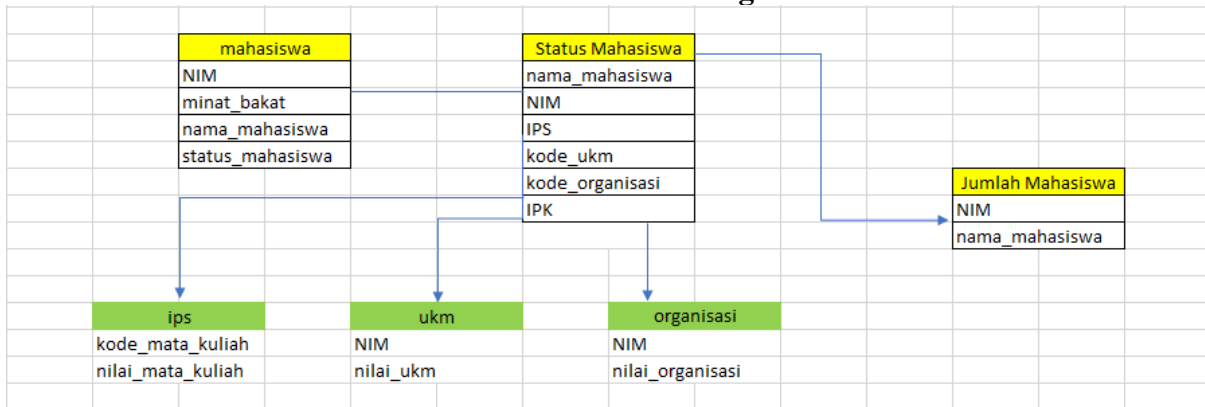 mahasiswa
NIM
minat_bakat
nama_mahasiswa
status_mahasiswa
Status Mahasiswa
nama_mahasiswa
NIM
IPS
kode_ukm
kode_organisasi
IPK
Jumlah Mahasiswa
NIM
nama_mahasiswa
ips
kode_mata_kuliah
nilai_mata_kuliah
ukm
NIM
nilai_ukm
organisasi
NIM
nilai_organisasi